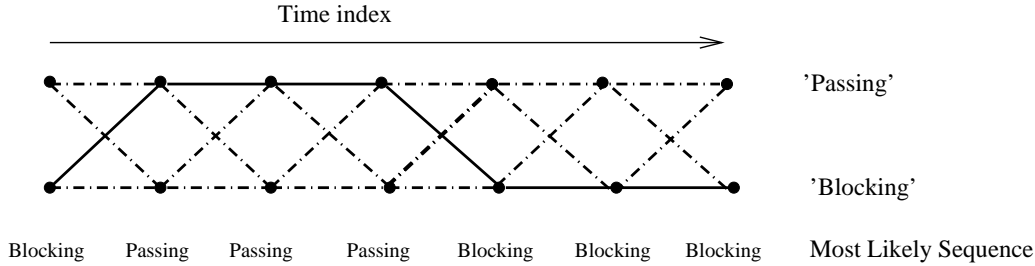 Time index
’Passing’
’Blocking’
Blocking Passing Passing Passing Blocking Blocking Blocking Most Likely Sequence